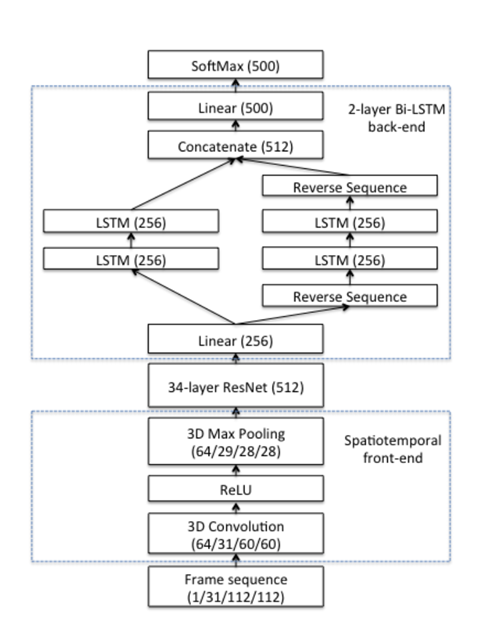 SoftMax (500)
Linear (500)
2-layer Bi-LSTM
back-end
Concatenate (512)
Reverse Sequence
LSTM (256)
LSTM (256)
LSTM (256)
LSTM (256)
Reverse Sequence
Linear (256)
34-layer ResNet (512)
3D Max Pooling
(64/29/28/28)
Spatiotemporal
front-end
ReLU
3D Convolution
(64/31/60/60)
Frame sequence
(1/31/112/112)